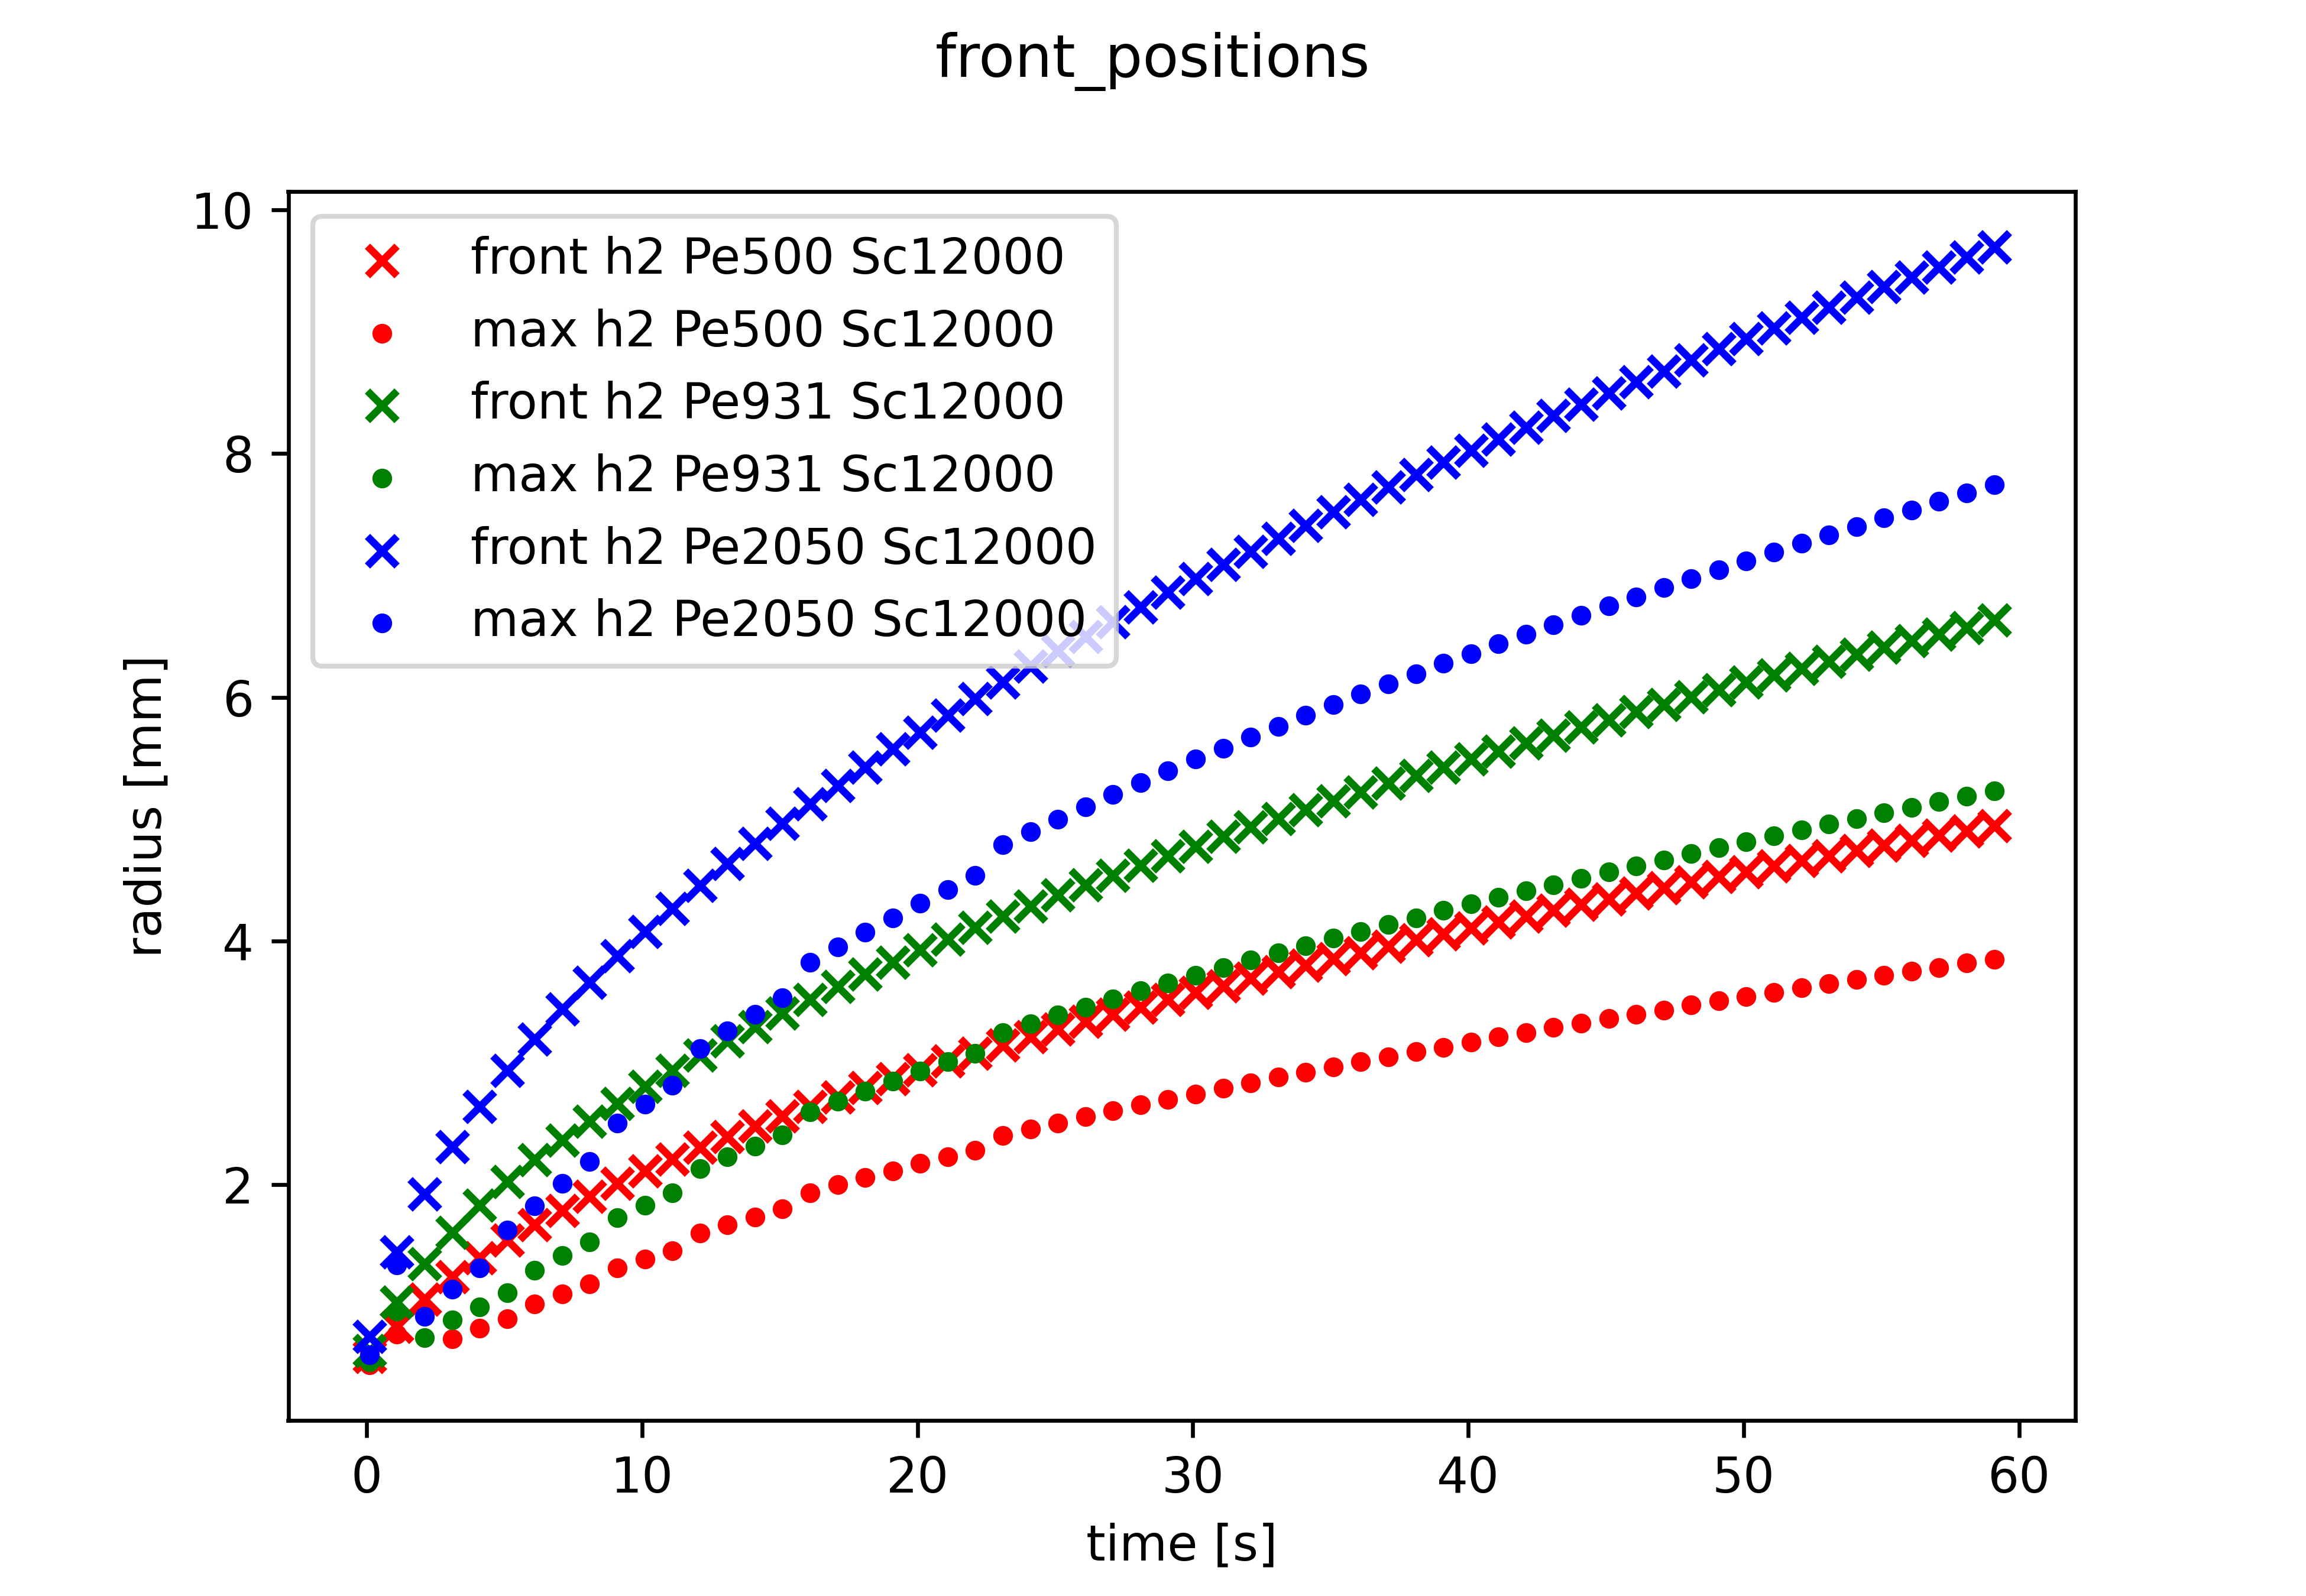 front_positions
front h2 Pe500 Sc12000
max h2 Pe500 Sc12000
front h2 Pe931 Sc12000
max h2 Pe931 Sc12000
front h2 Pe2050 Sc12000
max h2 Pe2050 Sc12000
radius [mm]
10
8
6
4
2
0 10 20 30 40 50 60
time [s]